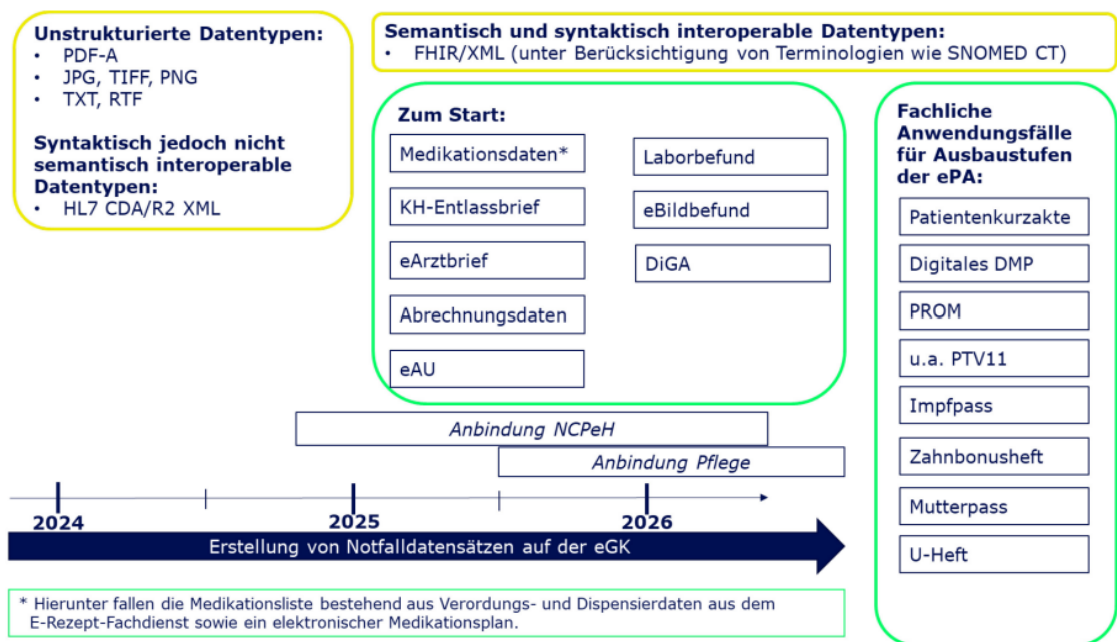 Unstrukturierte Datentypen:
• PDF-A
• JPG, TIFF, PNG
• TXT, RTF
Syntaktisch jedoch nicht
semantisch interoperable
Datentypen:
• HL7 CDA/R2 XML
Semantisch und syntaktisch interoperable Datentypen:
• FHIR/XML (unter Berücksichtigung von Terminologien wie SNOMED CT)
Zum Start:
Medikationsdaten*
KH-Entlassbrief
eArztbrief
Abrechnungsdaten
eAU
Laborbefund
eBildbefund
DiGA
Fachliche
Anwendungsfälle
für Ausbaustufen
der ePA:
Patientenkurzakte
Digitales DMP
PROM
u.a. PTV11
Impfpass
Zahnbonusheft
Mutterpass
U-Heft
Anbindung NCPeH
Anbindung Pflege
2024
2025
2026
Erstellung von Notfalldatensätzen auf der eGK
* Hierunter fallen die Medikationsliste bestehend aus Verordungs- und Dispensierdaten aus dem
E-Rezept-Fachdienst sowie ein elektronischer Medikationsplan.